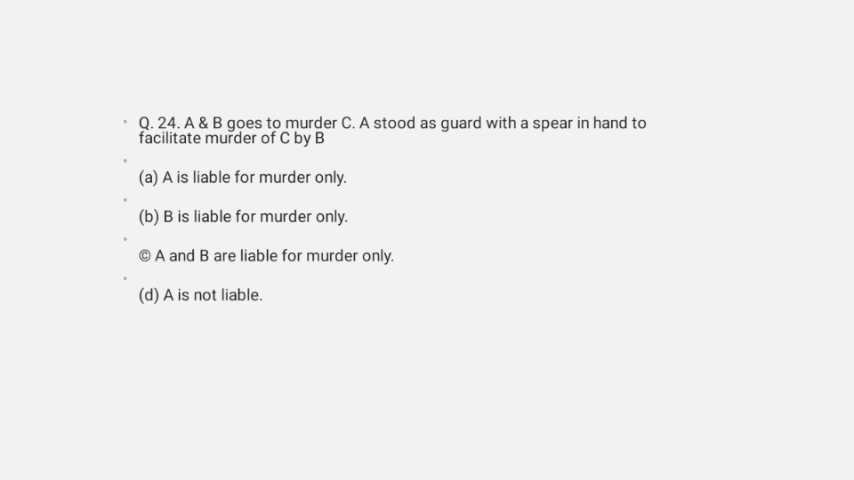 • Q. 24. A & B goes to murder C. A stood as guard with a spear in hand to
facilitate murder of C by B
•
(a) A is liable for murder only.
•
(b) B is liable for murder only.
•
© A and B are liable for murder only.
•
(d) A is not liable.